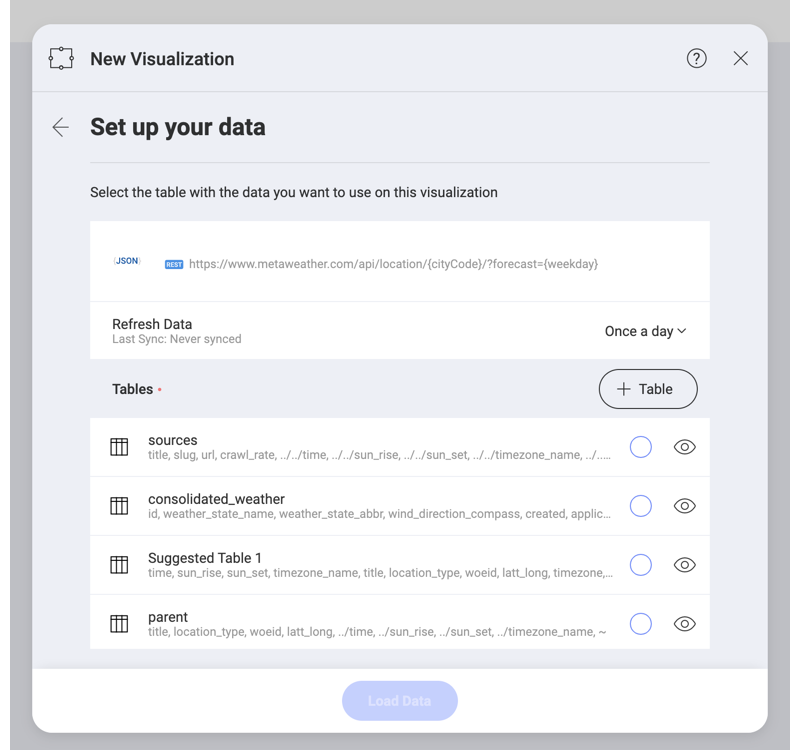 New Visualization
?
Set up your data
Select the table with the data you want to use on this visualization
{JSON}
REST https://www.metaweather.com/api/location/{cityCode}/?forecast={weekday}
Refresh Data
Last Sync: Never synced
Once a day
Tables •
+ Table
sources
title, slug, url, crawl_rate, ../../time, ../../sun_rise, ../../sun_set, ../../timezone_name, ../....
consolidated_weather
id, weather_state_name, weather_state_abbr, wind_direction_compass, created, applic...
Suggested Table 1
time, sun_rise, sun_set, timezone_name, title, location_type, woeid, latt_long, timezone,...
parent
title, location_type, woeid, latt_long, ../time, ../sun_rise, ../sun_set, ../timezone_name, ~
Load Data